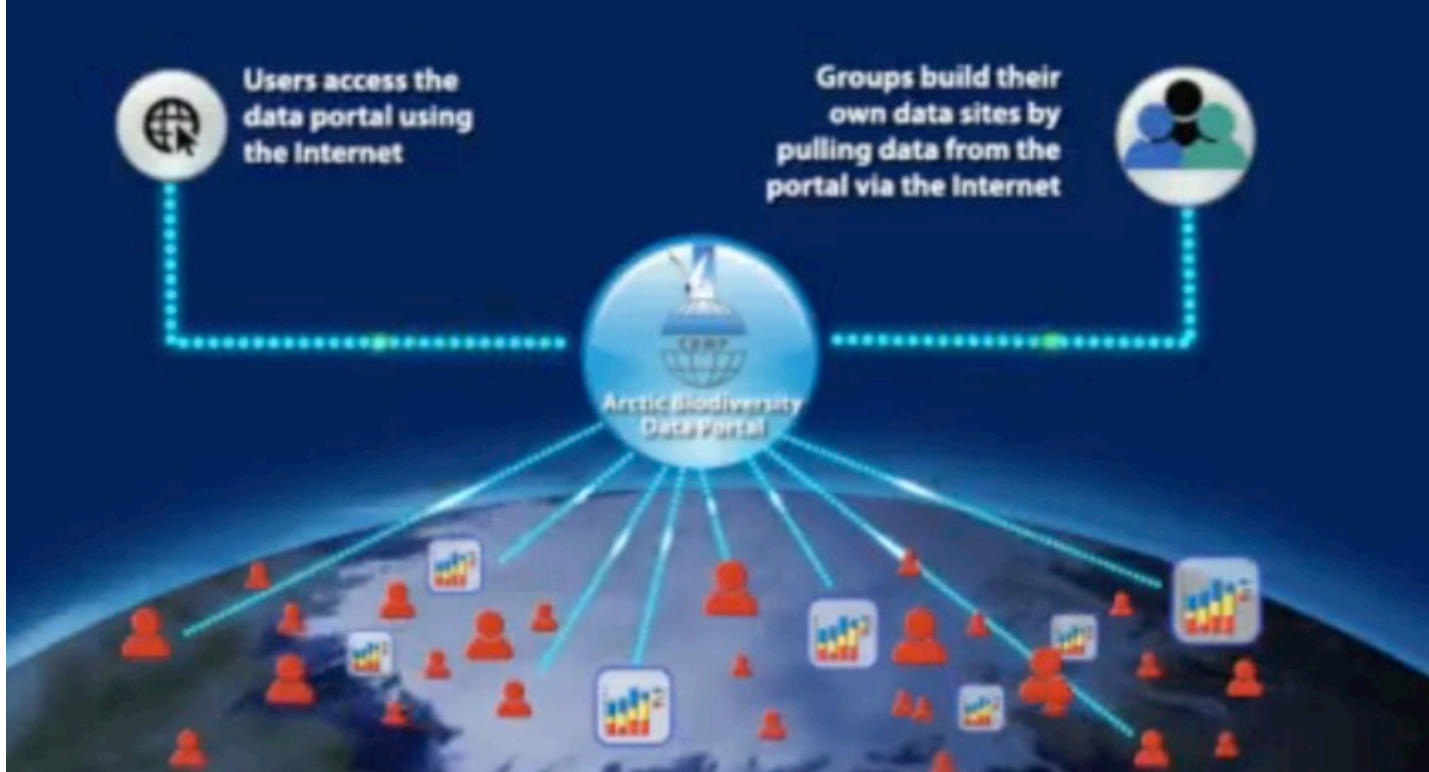 Users access the
data portal using
the Internet
Groups build their
own data sites by
pulling data from the
portal via the Internet
CBMP
Arctic Biodiversity
Data Portal